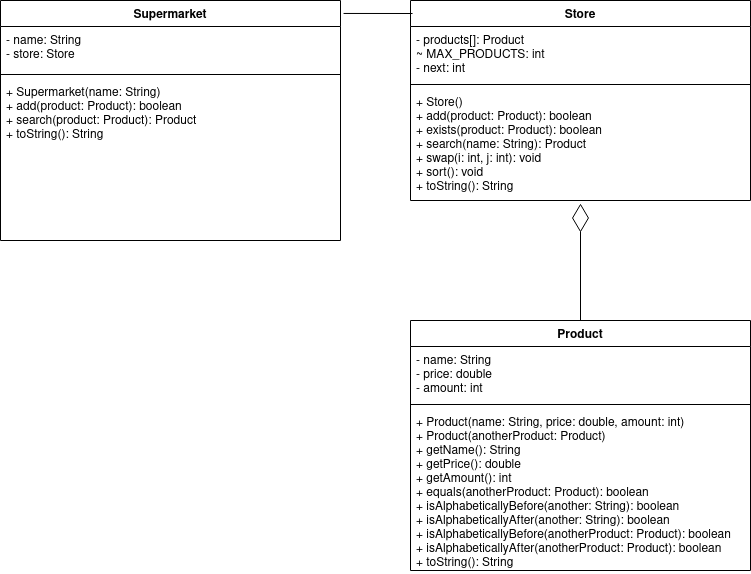 Supermarket
- name: String
- store: Store
+ Supermarket(name: String)
+ add(product: Product): boolean
+ search(product: Product): Product
+ toString(): String
Store
- products[]: Product
~ MAX_PRODUCTS: int
- next: int
+ Store()
+ add(product: Product): boolean
+ exists(product: Product): boolean
+ search(name: String): Product
+ swap(i: int, j: int): void
+ sort(): void
+ toString(): String
Product
- name: String
- price: double
- amount: int
+ Product(name: String, price: double, amount: int)
+ Product(anotherProduct: Product)
+ getName(): String
+ getPrice(): double
+ getAmount(): int
+ equals(anotherProduct: Product): boolean
+ isAlphabeticallyBefore(another: String): boolean
+ isAlphabeticallyAfter(another: String): boolean
+ isAlphabeticallyBefore(anotherProduct: Product): boolean
+ isAlphabeticallyAfter(anotherProduct: Product): boolean
+ toString(): String